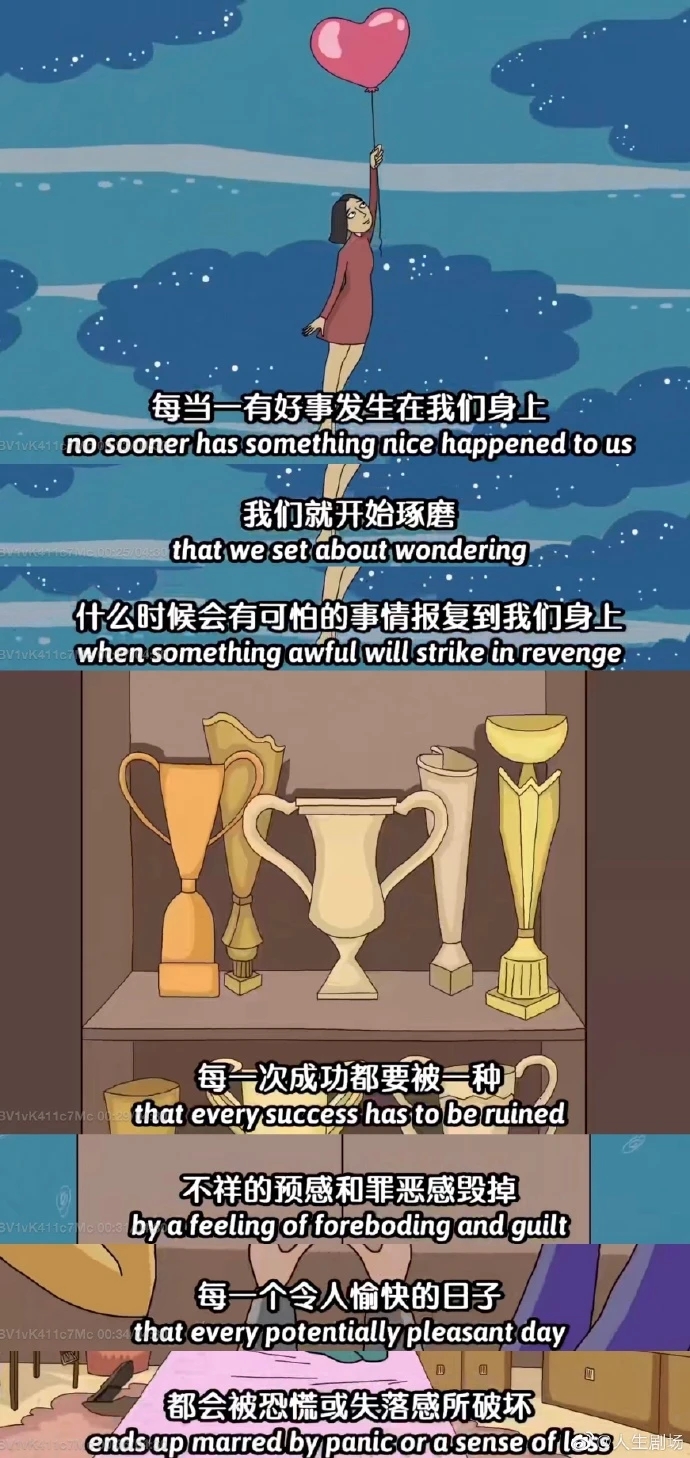 每当一有好事发生在我们身上
no sooner has something nice happened to us
我们就开始琢磨
that we set about wondering
什么时候会有可怕的事情报复到我们身上
when something awful will strike in revenge
每一次成功都要被一种
that every success has to be ruined
不祥的预感和罪恶感毁掉
by a feeling of foreboding and guilt
每一个令人愉快的日子
that every potentially pleasant day
都会被恐慌或失落感所破坏
ends up marred by panic or a sense of loss
@人生剧场